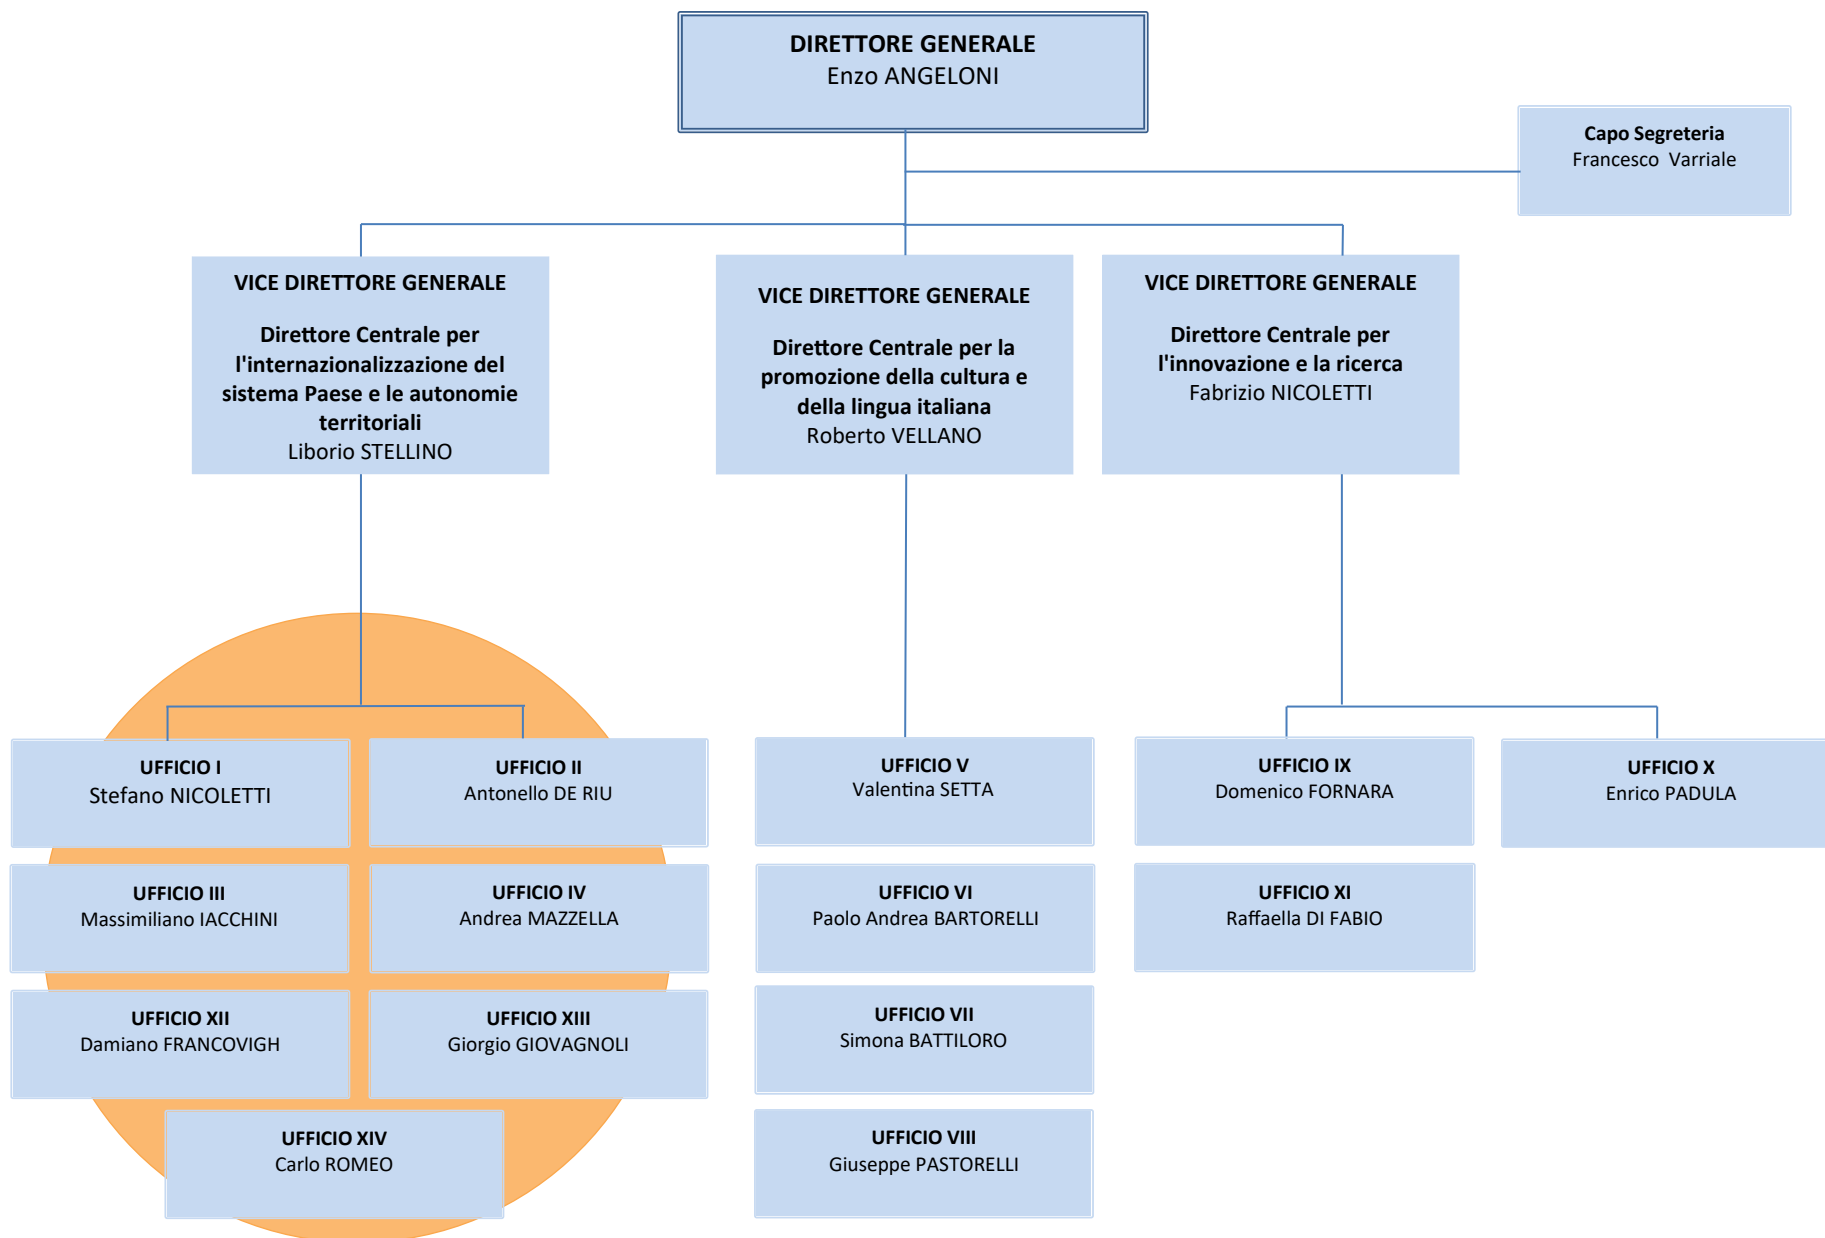 DIRETTORE GENERALE
Enzo ANGELONI
Capo Segreteria
Francesco Varriale
VICE DIRETTORE GENERALE
Direttore Centrale per
l'internazionalizzazione del
sistema Paese e le autonomie
territoriali
Liborio STELLINO
VICE DIRETTORE GENERALE
Direttore Centrale per la
promozione della cultura e
della lingua italiana
Roberto VELLANO
VICE DIRETTORE GENERALE
Direttore Centrale per
l'innovazione e la ricerca
Fabrizio NICOLETTI
UFFICIO I
Stefano NICOLETTI
UFFICIO II
Antonello DE RIU
UFFICIO III
Massimiliano IACCHINI
UFFICIO IV
Andrea MAZZELLA
UFFICIO XII
Damiano FRANCOVIGH
UFFICIO XIII
Giorgio GIOVAGNOLI
UFFICIO XIV
Carlo ROMEO
UFFICIO V
Valentina SETTA
UFFICIO VI
Paolo Andrea BARTORELLI
UFFICIO VII
Simona BATTILORO
UFFICIO VIII
Giuseppe PASTORELLI
UFFICIO IX
Domenico FORNARA
UFFICIO X
Enrico PADULA
UFFICIO XI
Raffaella DI FABIO